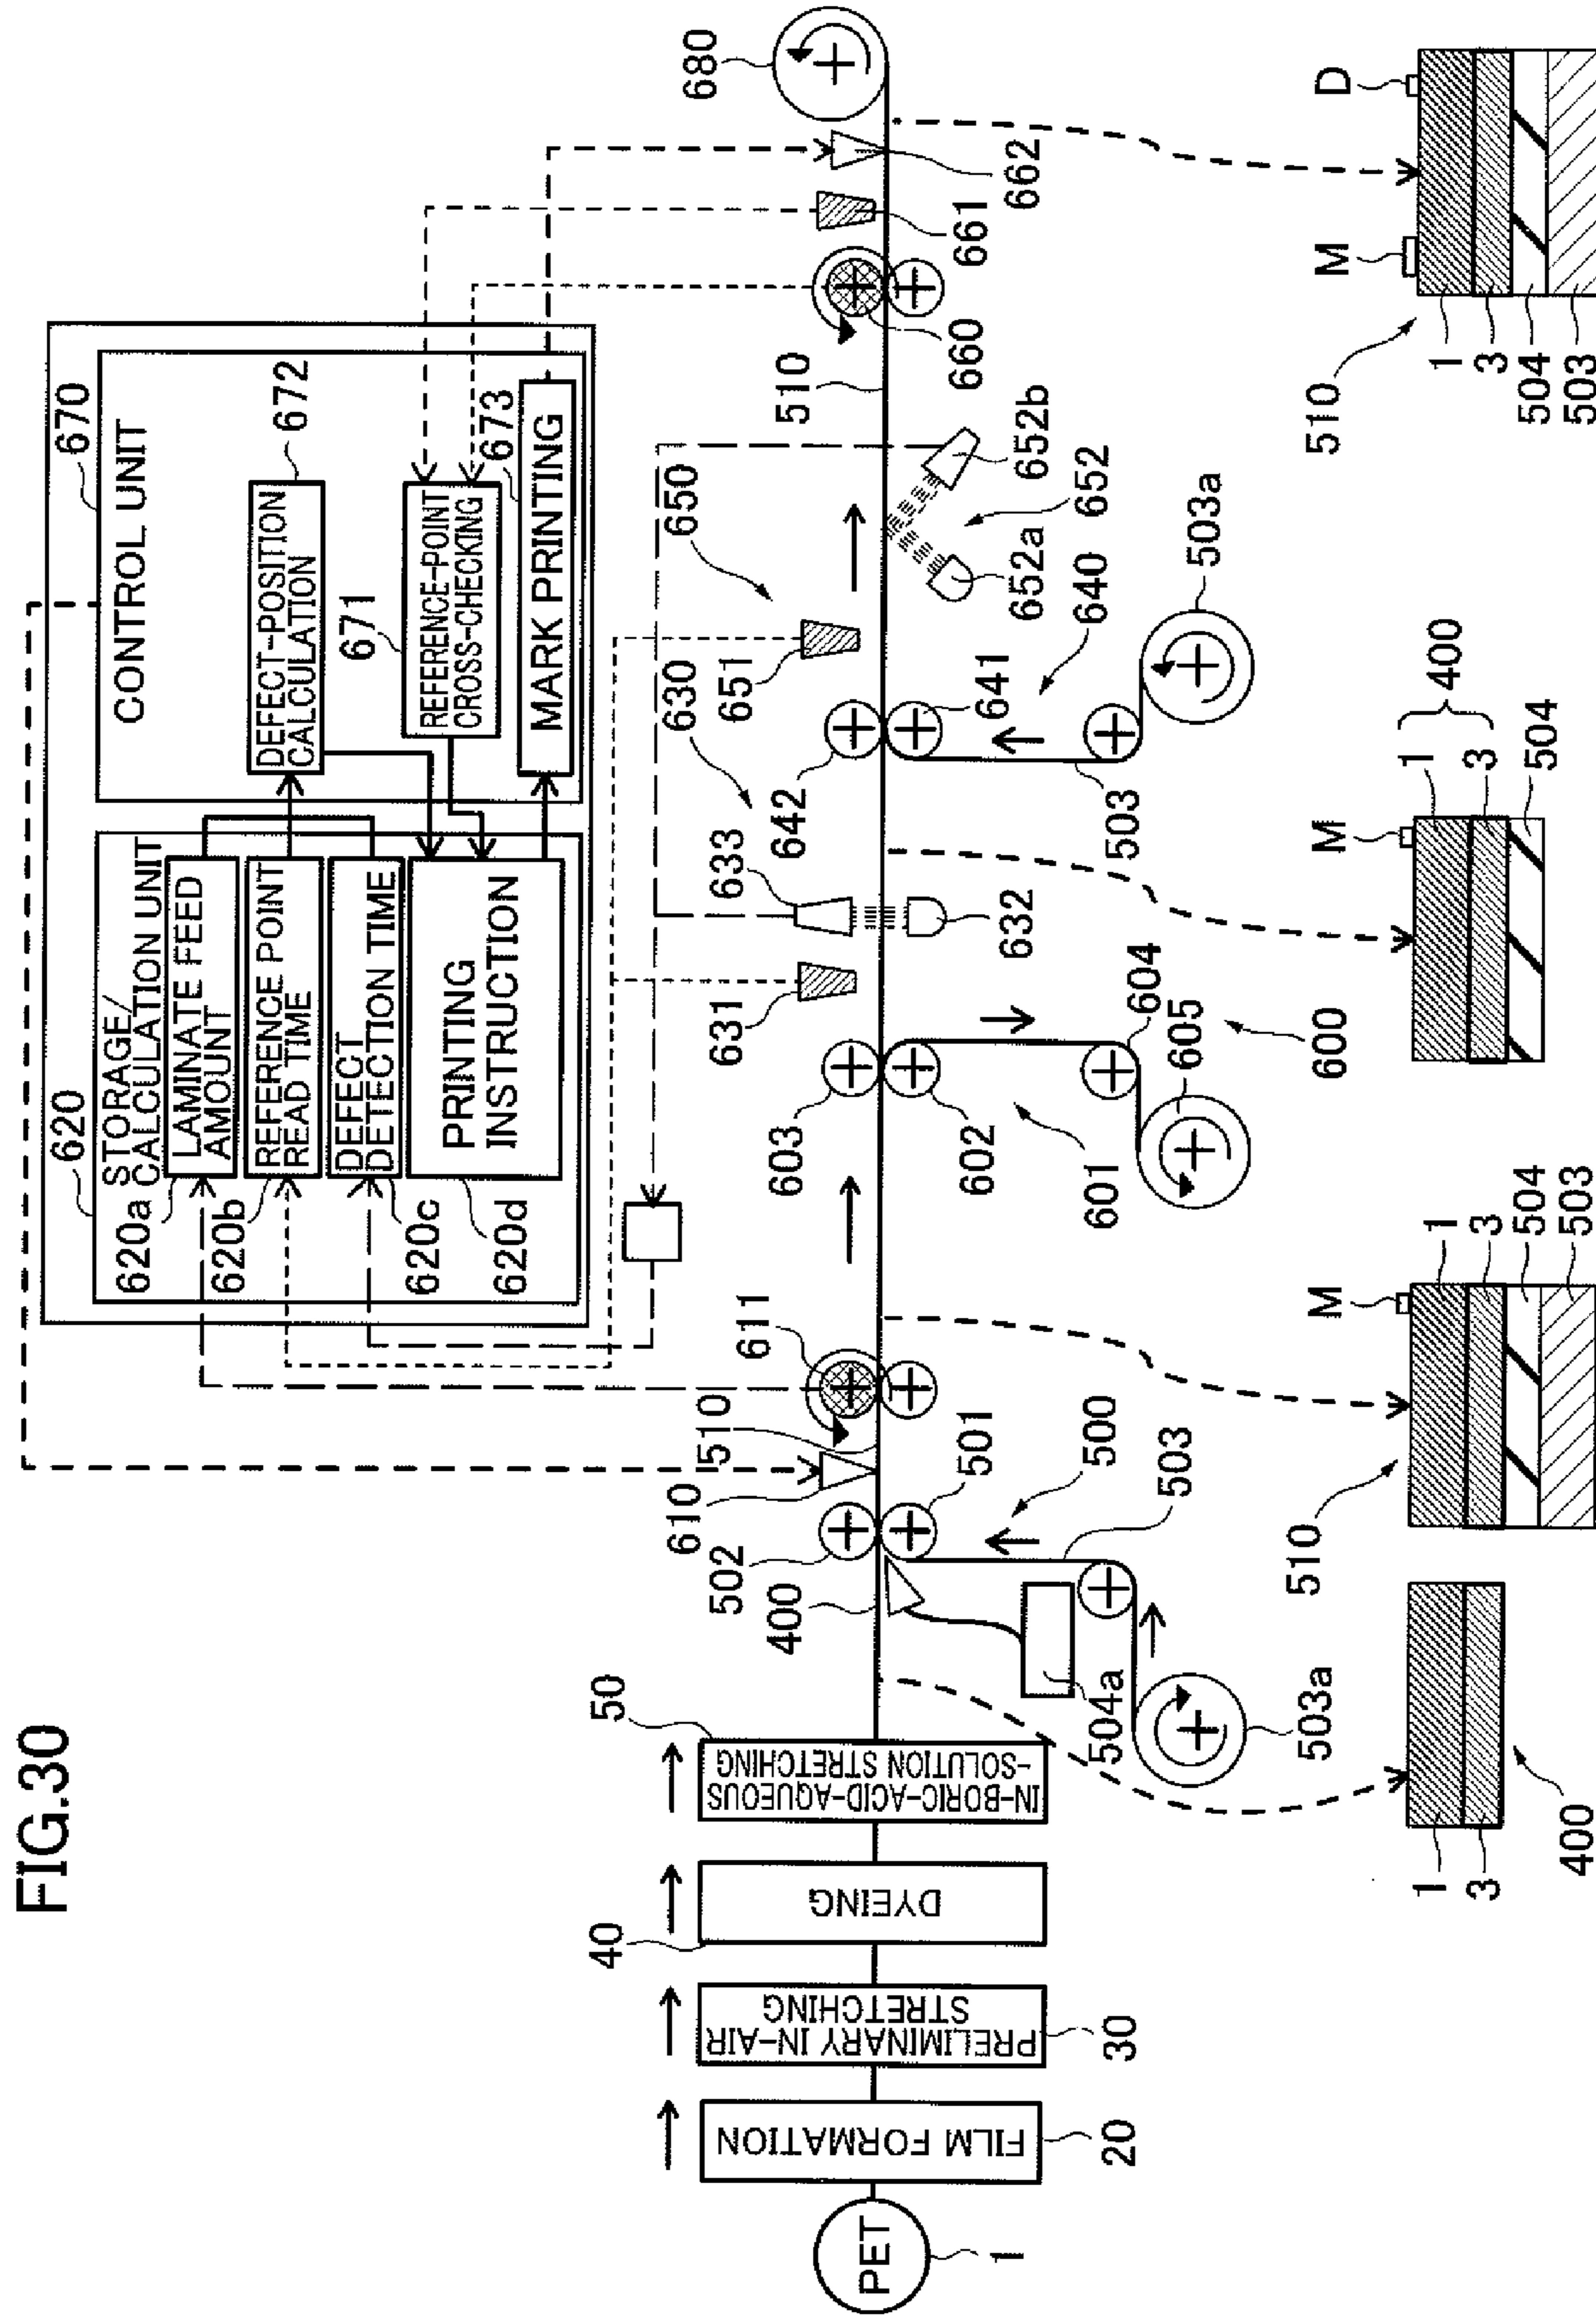 FIG.30
670
CONTROL UNIT
672
DEFECT-POSITION
CALCULATION
671
REFERENCE-POINT
CROSS-CHECKING
673
MARK PRINTING
620
STORAGE/
CALCULATION UNIT
620a
LAMINATE FEED
AMOUNT
620b
REFERENCE POINT
READ TIME
620c
DEFECT
DETECTION TIME
620d
PRINTING
INSTRUCTION
PET
1
FILM FORMATION
20
PRELIMINARY IN-AIR
STRETCHING
30
DYEING
40
IN-BORIC-ACID-AQUEOUS
-SOLUTION STRETCHING
50
400
502
610
510
611
603
631
633
630
642
651
650
510
680
501
500
503
504a
503a
602
601
604
605
600
632
641
640
503
503a
652a
652
652b
660
661
662
1
3
400
510
M
1
3
504
503
M
1
3
400
504
510
M
D
1
3
504
503